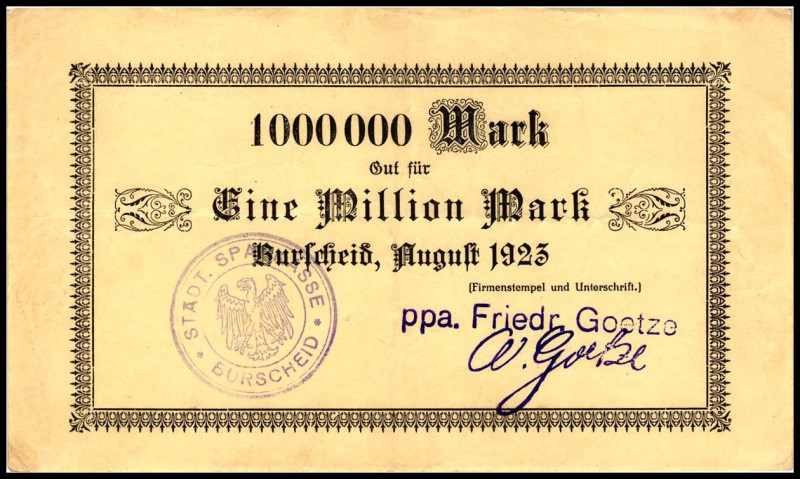 1000000 Mark
Gut für
Eine Million Mark
Burscheid, August 1923
(Firmenstempel und Unterschrift.)
ppa. Friedr. Goetze
W. Goetze
* STÄDT. SPARKASSE *
BURSCHEID